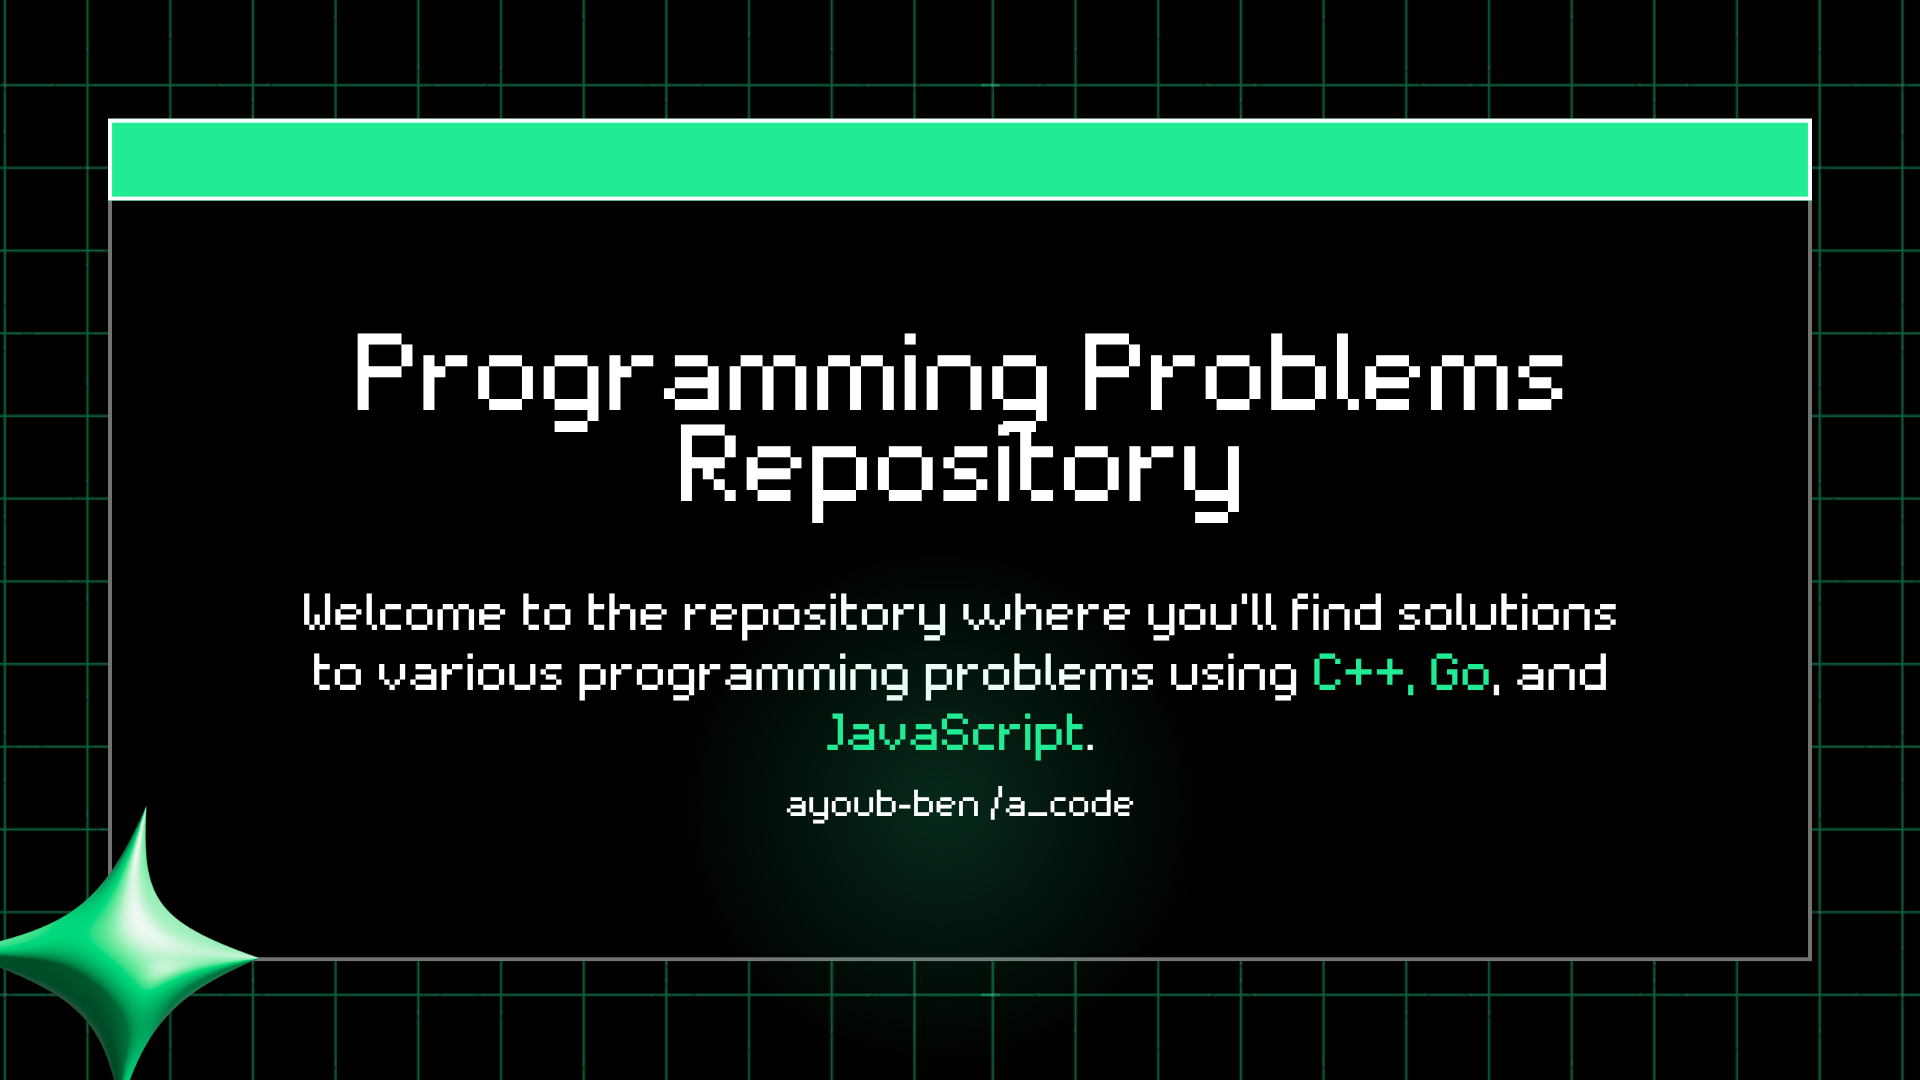 Programming Problems
Repository
Welcome to the repository where you'll find solutions
to various programming problems using C++, Go, and
JavaScript.
ayoub-ben /a_code